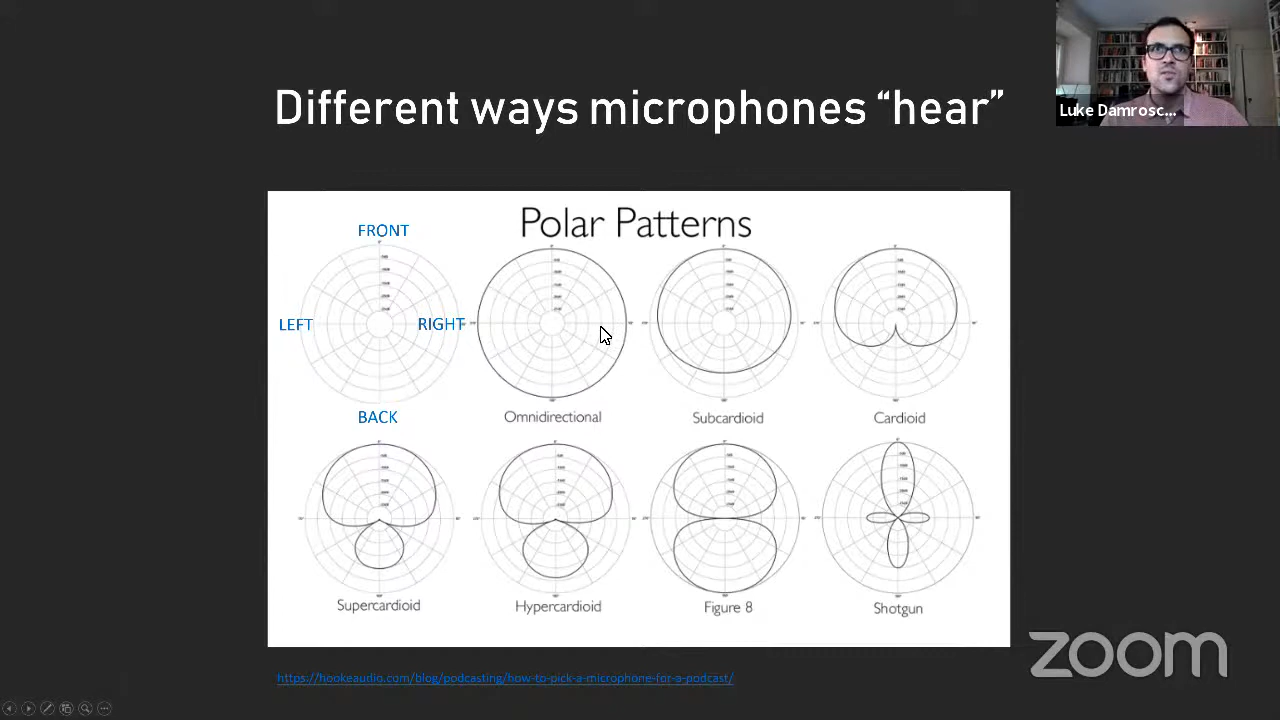 Different ways microphones “hear”
Luke Damrosc...
Polar Patterns
FRONT
LEFT
RIGHT
BACK
Omnidirectional
Subcardioid
Cardioid
Supercardioid
Hypercardioid
Figure 8
Shotgun
https://hookeaudio.com/blog/podcasting/how-to-pick-a-microphone-for-a-podcast/
zoom